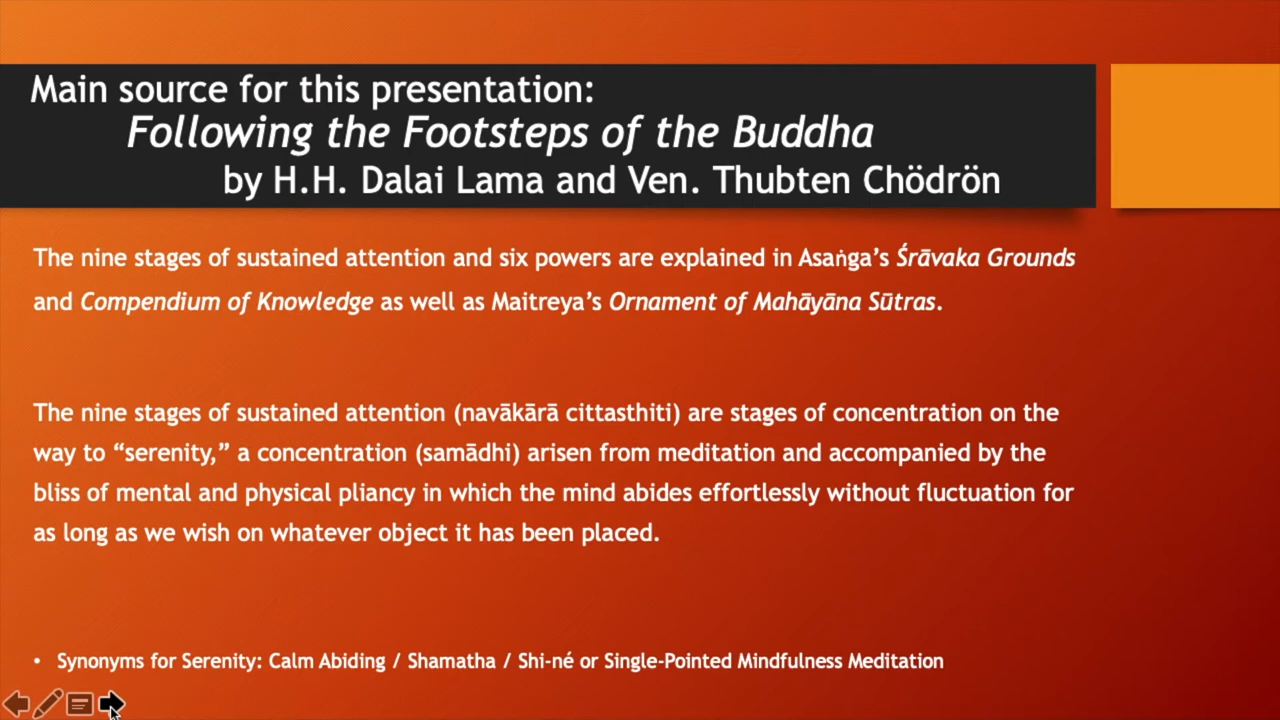 Main source for this presentation:
Following the Footsteps of the Buddha
by H.H. Dalai Lama and Ven. Thubten Chödrön
The nine stages of sustained attention and six powers are explained in Asaṅga’s Śrāvaka Grounds
and Compendium of Knowledge as well as Maitreya’s Ornament of Mahāyāna Sūtras.
The nine stages of sustained attention (navākārā cittasthiti) are stages of concentration on the
way to “serenity,” a concentration (samādhi) arisen from meditation and accompanied by the
bliss of mental and physical pliancy in which the mind abides effortlessly without fluctuation for
as long as we wish on whatever object it has been placed.
• Synonyms for Serenity: Calm Abiding / Shamatha / Shi-né or Single-Pointed Mindfulness Meditation